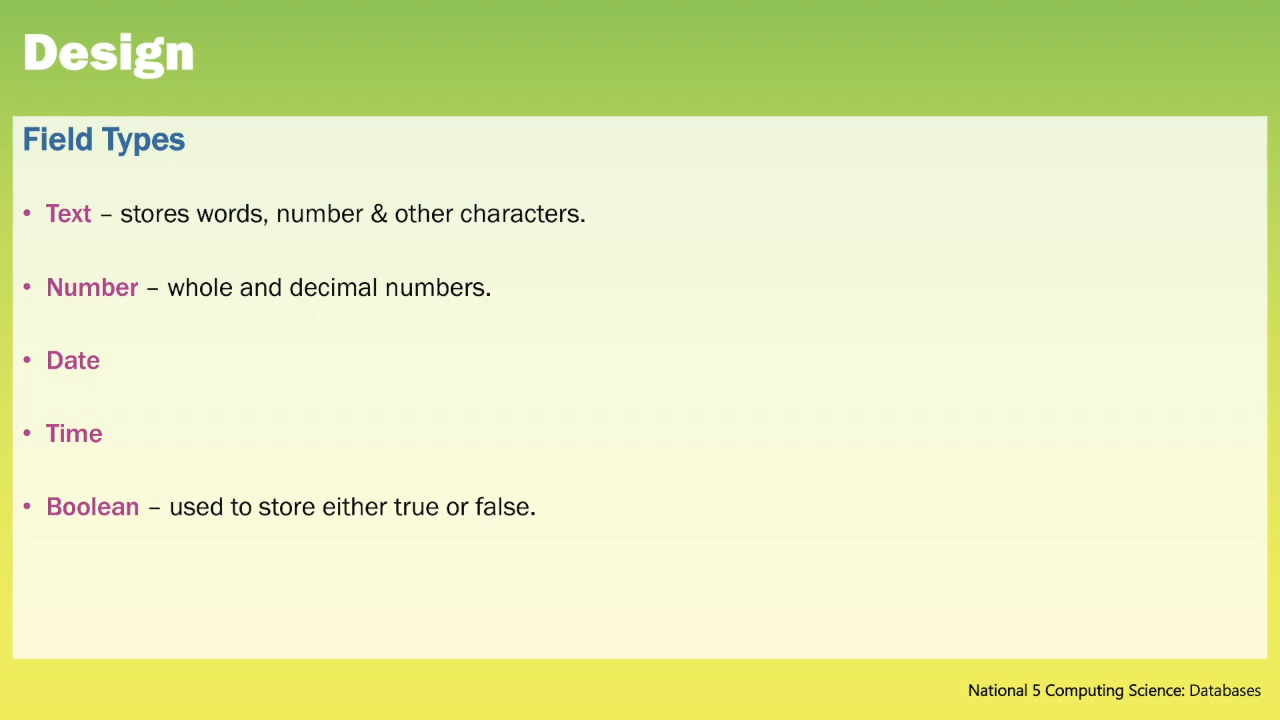 Design
Field Types
• Text – stores words, number & other characters.
• Number – whole and decimal numbers.
• Date
• Time
• Boolean – used to store either true or false.
National 5 Computing Science: Databases